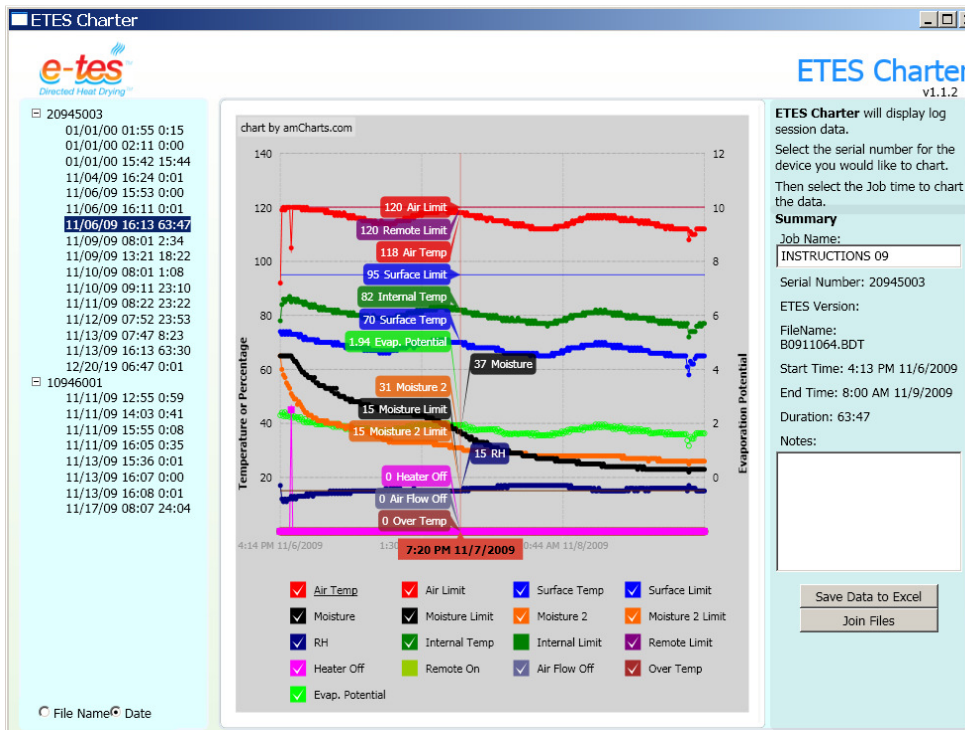 ETES Charter
e-tes
Directed Heat Drying™
ETES Charter
v1.1.2
20945003
01/01/00 01:55 0:15
01/01/00 02:11 0:00
01/01/00 15:42 15:44
11/04/09 16:24 0:01
11/06/09 15:53 0:00
11/06/09 16:11 0:01
11/06/09 16:13 63:47
11/09/09 08:01 2:34
11/09/09 13:21 18:22
11/10/09 08:01 1:08
11/10/09 09:11 23:10
11/11/09 08:22 23:22
11/12/09 07:52 23:53
11/13/09 07:47 8:23
11/13/09 16:13 63:30
12/20/19 06:47 0:01
10946001
11/11/09 12:55 0:59
11/11/09 14:03 0:41
11/11/09 15:55 0:08
11/11/09 16:05 0:35
11/13/09 15:36 0:01
11/13/09 16:07 0:00
11/13/09 16:08 0:01
11/17/09 08:07 24:04
File Name
Date
chart by amCharts.com
140
120
100
80
60
40
20
Temperature or Percentage
12
10
8
6
4
2
0
Evaporation Potential
120 Air Limit
120 Remote Limit
118 Air Temp
95 Surface Limit
82 Internal Temp
70 Surface Temp
1.94 Evap. Potential
37 Moisture
31 Moisture 2
15 Moisture Limit
15 Moisture 2 Limit
15 RH
0 Heater Off
0 Air Flow Off
0 Over Temp
4:14 PM 11/6/2009
1:30
7:20 PM 11/7/2009
0:44 AM 11/8/2009
Air Temp
Air Limit
Surface Temp
Surface Limit
Moisture
Moisture Limit
Moisture 2
Moisture 2 Limit
RH
Internal Temp
Internal Limit
Remote Limit
Heater Off
Remote On
Air Flow Off
Over Temp
Evap. Potential
ETES Charter will display log
session data.
Select the serial number for the
device you would like to chart.
Then select the Job time to chart
the data.
Summary
Job Name:
INSTRUCTIONS 09
Serial Number: 20945003
ETES Version:
FileName:
B0911064.BDT
Start Time: 4:13 PM 11/6/2009
End Time: 8:00 AM 11/9/2009
Duration: 63:47
Notes:
Save Data to Excel
Join Files